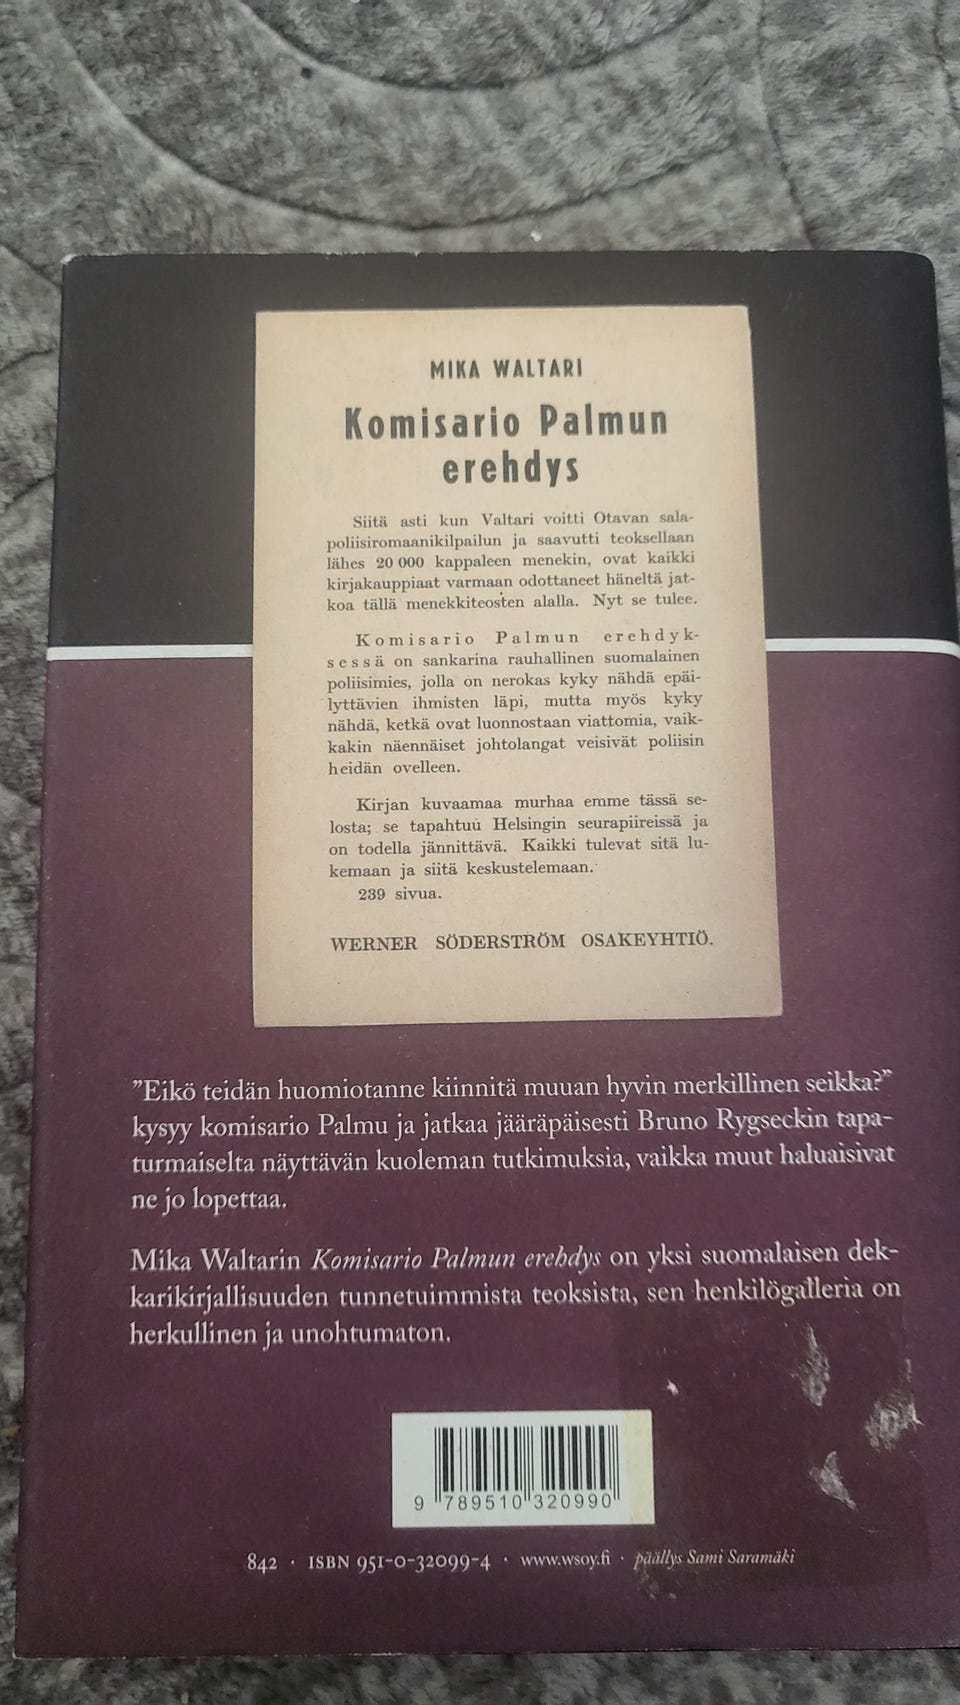 MIKA WALTARI
Komisario Palmun
erehdys
Siitä asti kun Valtari voitti Otavan sala-
poliisiromaanikilpailun ja saavutti teoksellaan
lähes 20 000 kappaleen menekin, ovat kaikki
kirjakauppiaat varmaan odottaneet häneltä jat-
koa tällä menekkiteosten alalla. Nyt se tulee.
Komisario Palmun erehdyk-
sessä on sankarina rauhallinen suomalainen
poliisimies, jolla on nerokas kyky nähdä epäi-
lyttävien ihmisten läpi, mutta myös kyky
nähdä, ketkä ovat luonnostaan viattomia, vaik-
kakin näennäiset johtolangat veisivät poliisin
heidän ovelleen.
Kirjan kuvaamaa murhaa emme tässä se-
losta; se tapahtuu Helsingin seurapiireissä ja
on todella jännittävä. Kaikki tulevat sitä lu-
kemaan ja siitä keskustelemaan.
239 sivua.
WERNER SÖDERSTRÖM OSAKEYHTIÖ.
”Eikö teidän huomiotanne kiinnitä muuan hyvin merkillinen seikka?”
kysyy komisario Palmu ja jatkaa jääräpäisesti Bruno Rygseckin tapa-
turmaiselta näyttävän kuoleman tutkimuksia, vaikka muut haluaisivat
ne jo lopettaa.
Mika Waltarin Komisario Palmun erehdys on yksi suomalaisen dek-
karikirjallisuuden tunnetuimmista teoksista, sen henkilögalleria on
herkullinen ja unohtumaton.
9 789510 320990
842 · ISBN 951-0-32099-4 · www.wsoy.fi · päällys Sami Saramäki